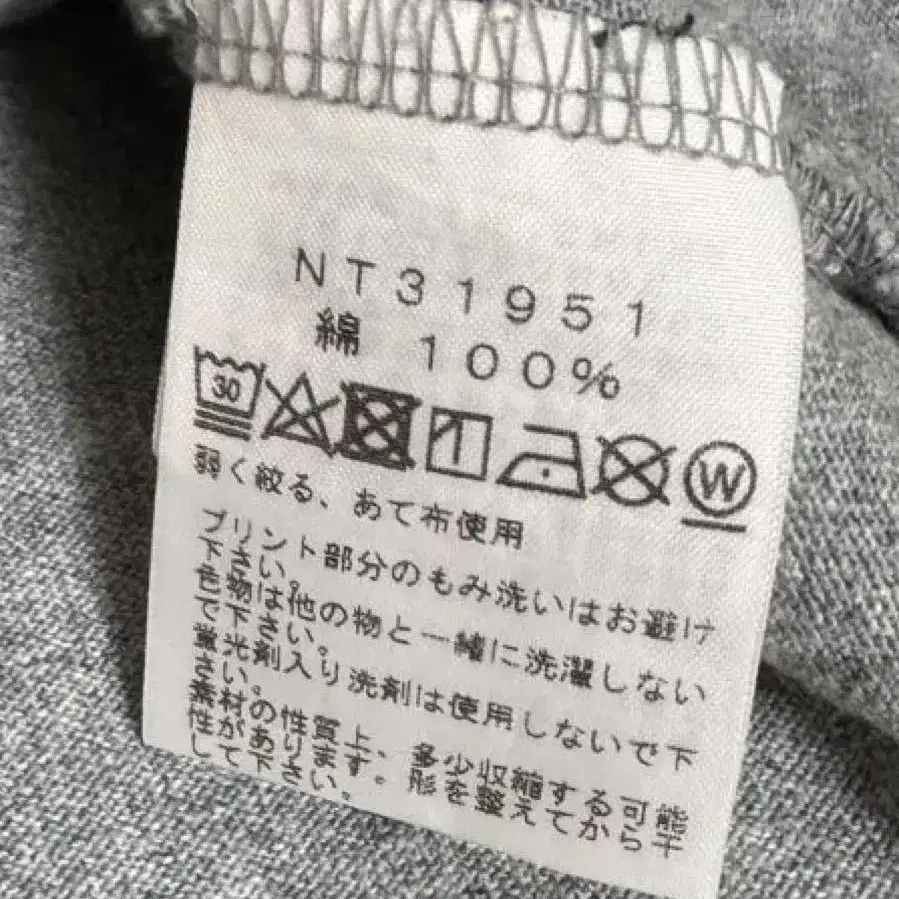 NT31951
綿 100%
30
W
弱く絞る、あて布使用
プリント部分のもみ洗いはお避け
下さい。
色物は他の物と一緒に洗濯しない
で下さい。
蛍光剤入り洗剤は使用しないで下
さい。
素材の性質上、多少収縮する可能
性があります。形を整えてから干
して下さい。